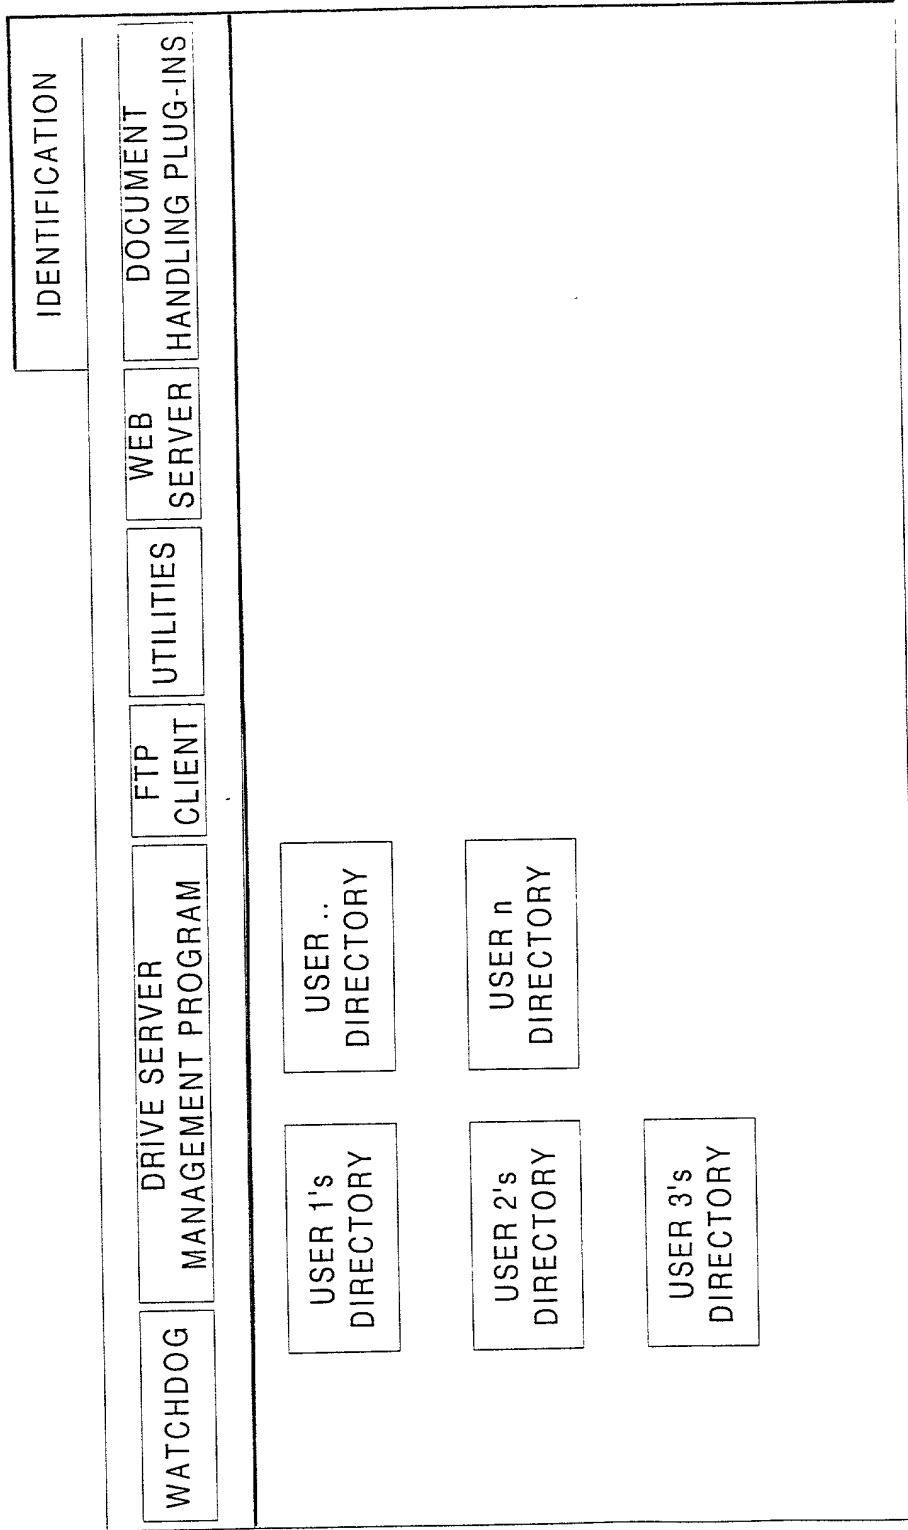 IDENTIFICATION
WATCHDOG
DRIVE SERVER
MANAGEMENT PROGRAM
FTP
CLIENT
UTILITIES
WEB
SERVER
DOCUMENT
HANDLING PLUG-INS
USER 1's
DIRECTORY
USER ..
DIRECTORY
USER 2's
DIRECTORY
USER n
DIRECTORY
USER 3's
DIRECTORY